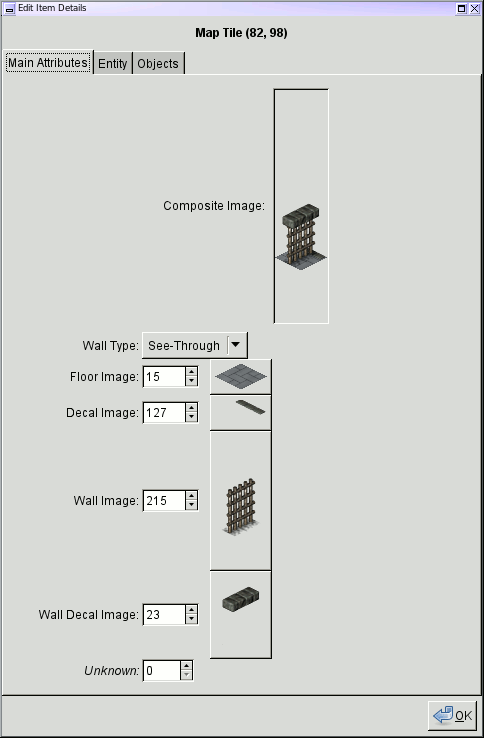 Edit Item Details
Map Tile (82, 98)
Main Attributes Entity Objects
Composite Image:
Wall Type: See-Through
Floor Image: 15
Decal Image: 127
Wall Image: 215
Wall Decal Image: 23
Unknown: 0
OK